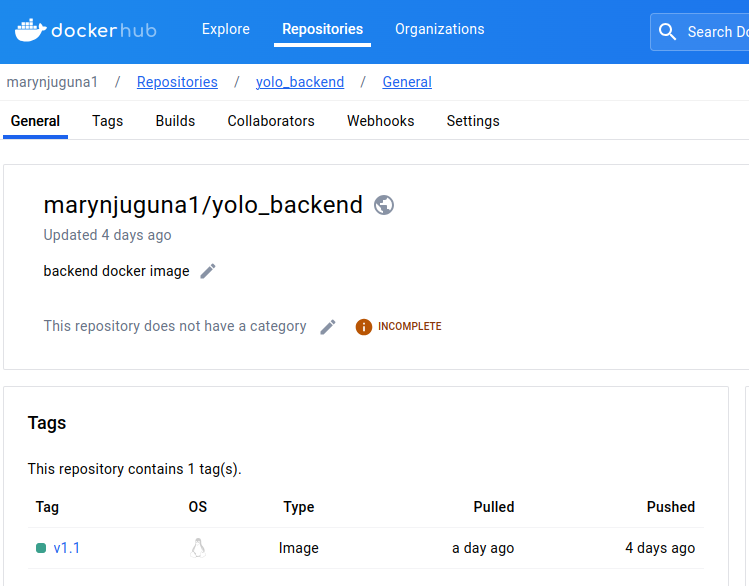 dockerhub Explore Repositories Organizations Search Do
marynjuguna1 / Repositories / yolo_backend / General
General Tags Builds Collaborators Webhooks Settings
marynjuguna1/yolo_backend
Updated 4 days ago
backend docker image
This repository does not have a category INCOMPLETE
Tags
This repository contains 1 tag(s).
Tag OS Type Pulled Pushed
v1.1 Image a day ago 4 days ago